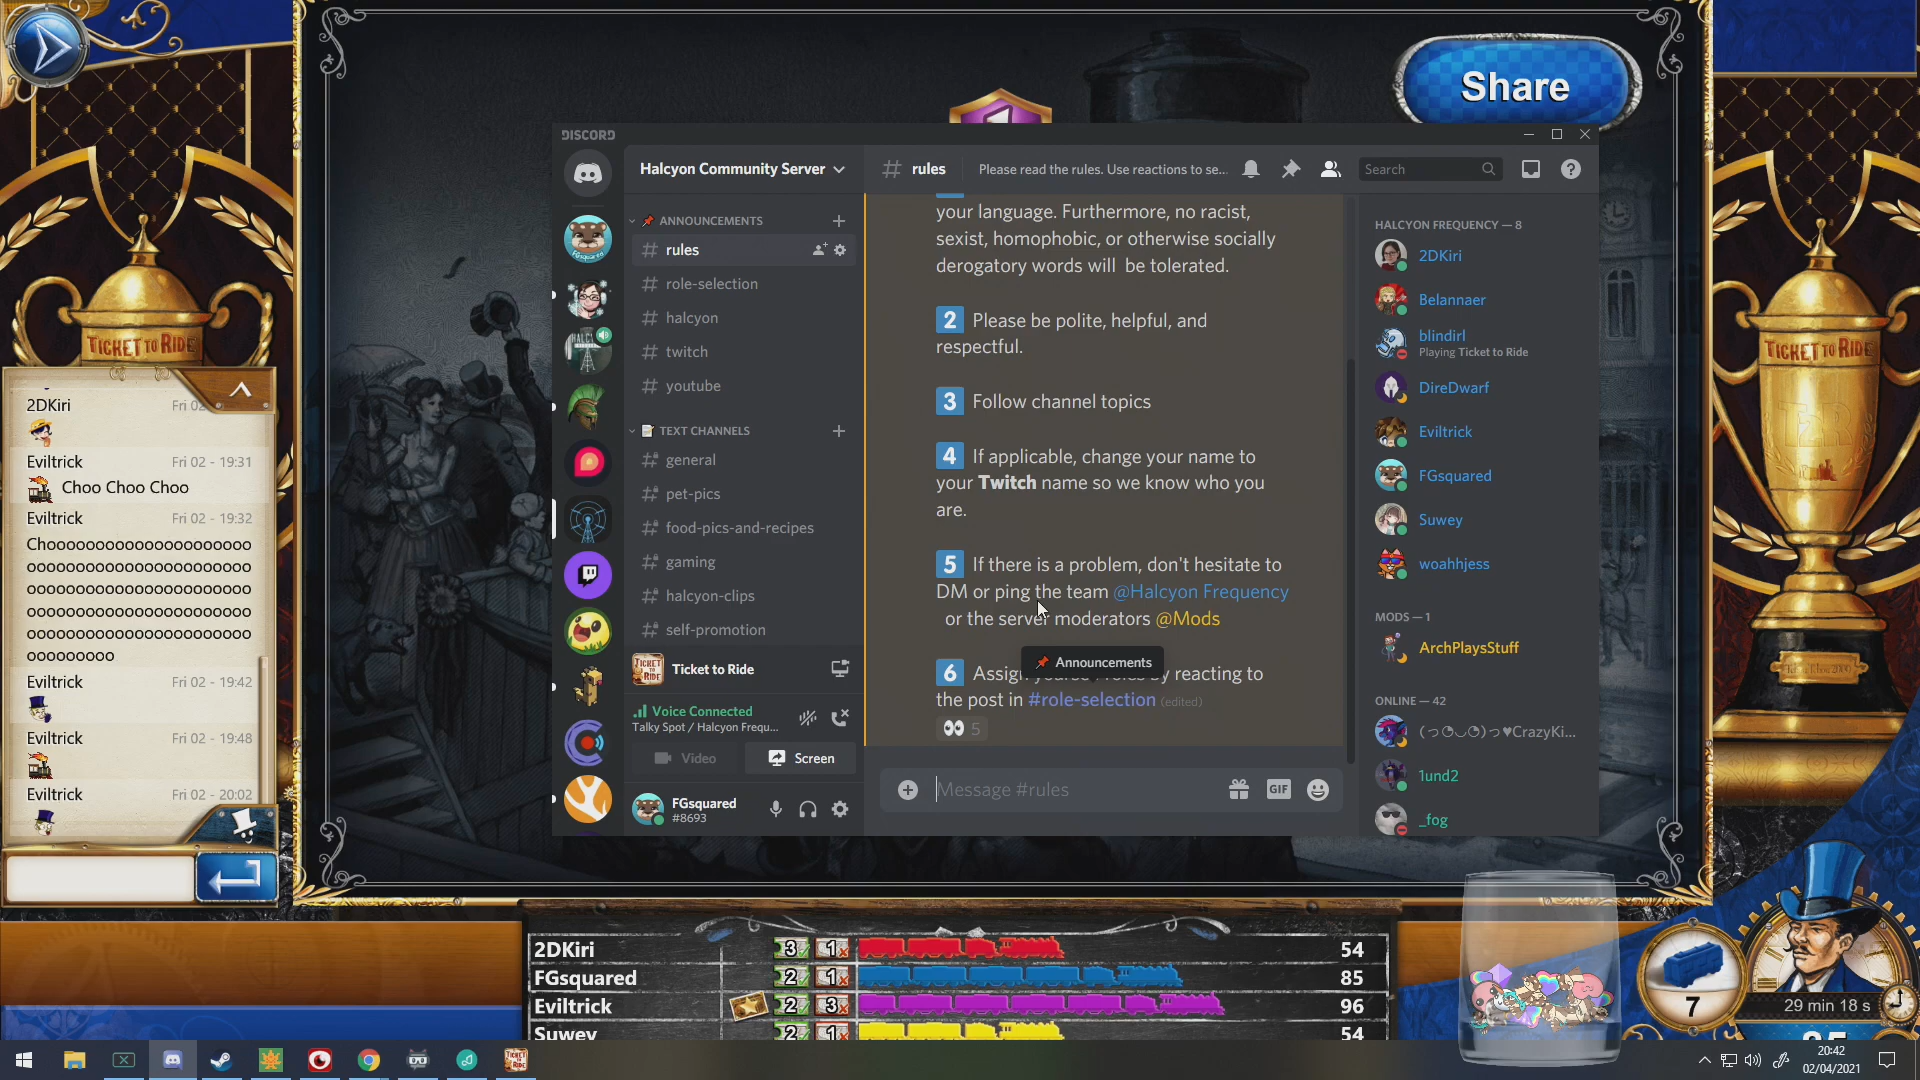 Share
TICKET TO RIDE
TICKET TO RIDE
DISCORD
Halcyon Community Server
rules
Please read the rules. Use reactions to se...
Search
ANNOUNCEMENTS
rules
role-selection
halcyon
twitch
youtube
TEXT CHANNELS
general
pet-pics
food-pics-and-recipes
gaming
halcyon-clips
self-promotion
Ticket to Ride
Voice Connected
Talky Spot / Halcyon Frequ...
Video
Screen
FGsquared
#8693
your language. Furthermore, no racist,
sexist, homophobic, or otherwise socially
derogatory words will be tolerated.
2 Please be polite, helpful, and
respectful.
3 Follow channel topics
4 If applicable, change your name to
your Twitch name so we know who you
are.
5 If there is a problem, don't hesitate to
DM or ping the team @Halcyon Frequency
or the server moderators @Mods
Announcements
6 Assign yourself roles by reacting to
the post in #role-selection (edited)
5
Message #rules
GIF
HALCYON FREQUENCY — 8
2DKiri
Belannaer
blindirl
Playing Ticket to Ride
DireDwarf
Eviltrick
FGsquared
Suwey
woahhjess
MODS — 1
ArchPlaysStuff
ONLINE — 42
(つ◔◡◔)つ♥CrazyKi...
1und2
_fog
2DKiri Fri 02
Eviltrick Fri 02 - 19:31
Choo Choo Choo
Eviltrick Fri 02 - 19:32
Choooooooooooooooooooo
oooooooooooooooooooooo
oooooooooooooooooooooo
oooooooooooooooooooooo
oooooooooooooooooooooo
ooooooooo
Eviltrick Fri 02 - 19:42
Eviltrick Fri 02 - 19:48
Eviltrick Fri 02 - 20:02
2DKiri 3 1 54
FGsquared 2 1 85
Eviltrick 2 3 96
Suwey 2 1 54
7
29 min 18 s
20:42
02/04/2021